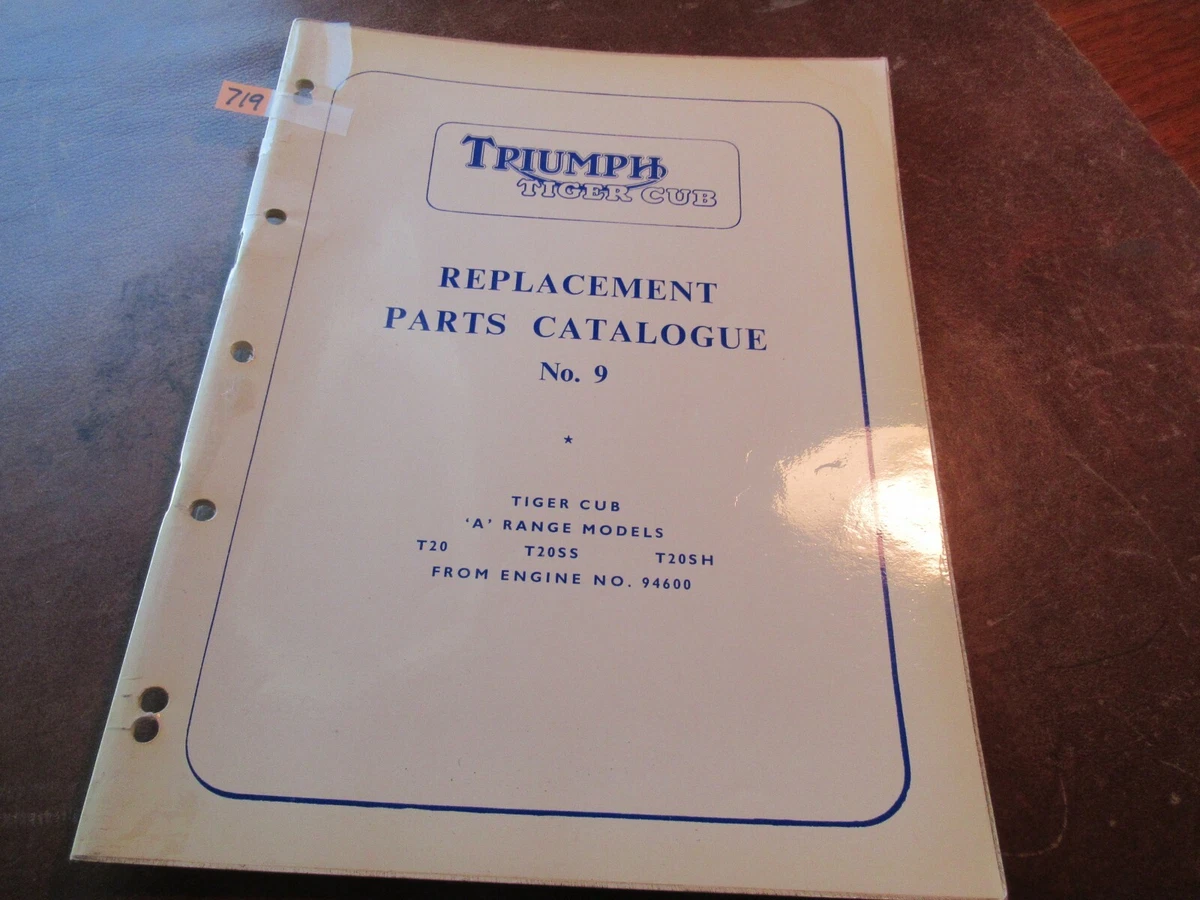 719
TRIUMPH
TIGER CUB
REPLACEMENT
PARTS CATALOGUE
No. 9
★
TIGER CUB
'A' RANGE MODELS
T20 T20SS T20SH
FROM ENGINE NO. 94600